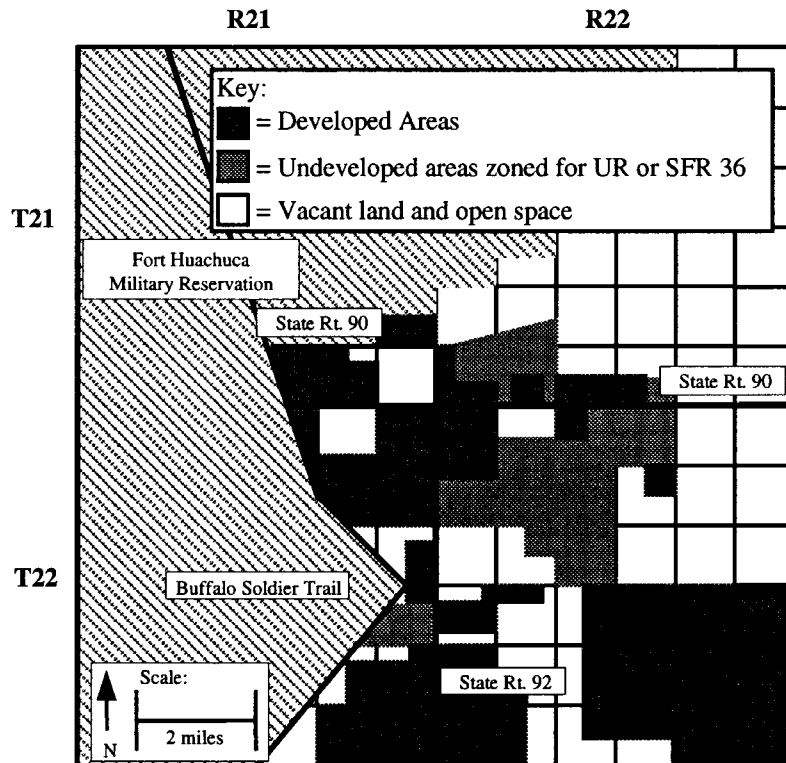 R21
R22
Key:
= Developed Areas
= Undeveloped areas zoned for UR or SFR 36
= Vacant land and open space
T21
Fort Huachuca
Military Reservation
State Rt. 90
State Rt. 90
T22
Buffalo Soldier Trail
State Rt. 92
Scale:
2 miles
N